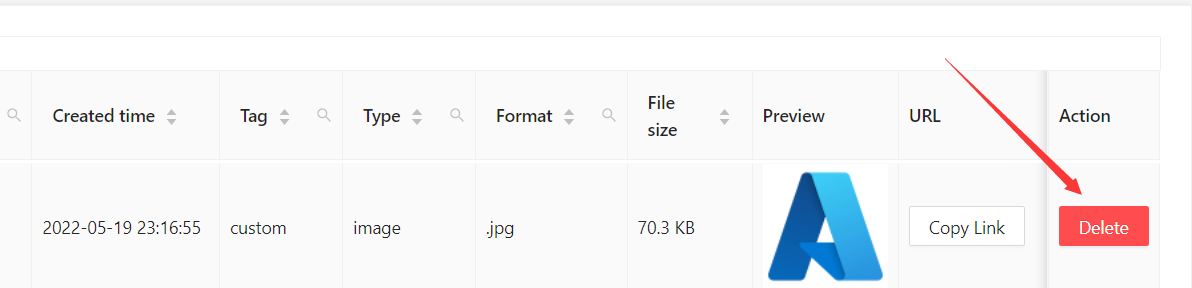 Created time
Tag
Type
Format
File
size
Preview
URL
Action
2022-05-19 23:16:55
custom
image
.jpg
70.3 KB
Copy Link
Delete